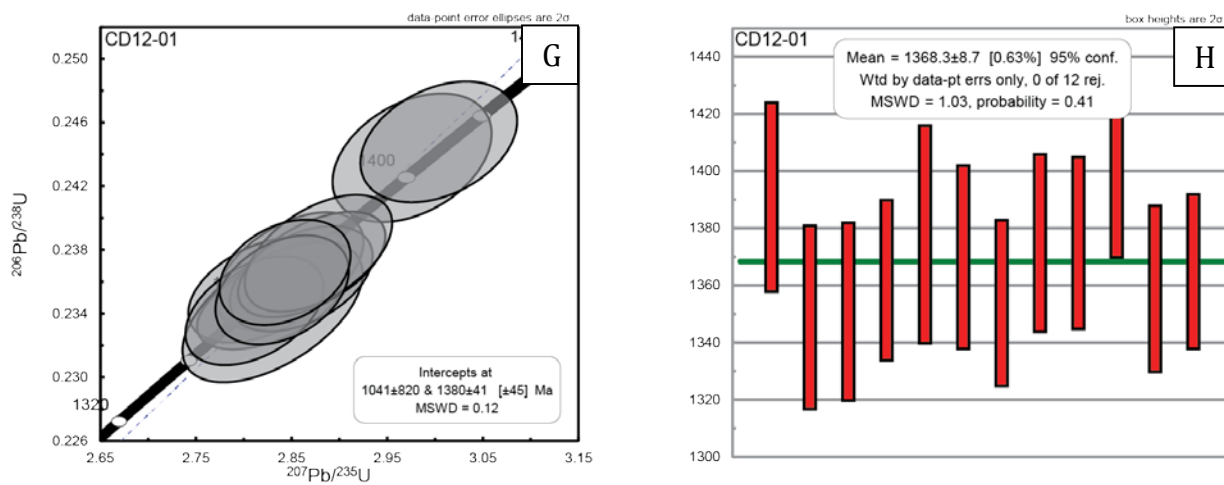 data-point error ellipses are 2σ
CD12-01
G
0.250
0.246
0.242
0.238
0.234
0.230
0.226
1400
1320
Intercepts at
1041±820 & 1380±41 [±45] Ma
MSWD = 0.12
2.65
2.75
2.85
2.95
3.05
3.15
206Pb/238U
207Pb/235U
box heights are 2σ
CD12-01
H
Mean = 1368.3±8.7 [0.63%] 95% conf.
Wtd by data-pt errs only, 0 of 12 rej.
MSWD = 1.03, probability = 0.41
1440
1420
1400
1380
1360
1340
1320
1300